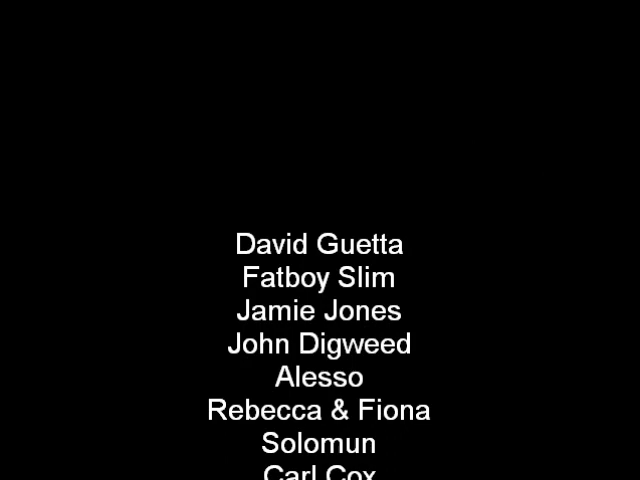 David Guetta
Fatboy Slim
Jamie Jones
John Digweed
Alesso
Rebecca & Fiona
Solomun
Carl Cox